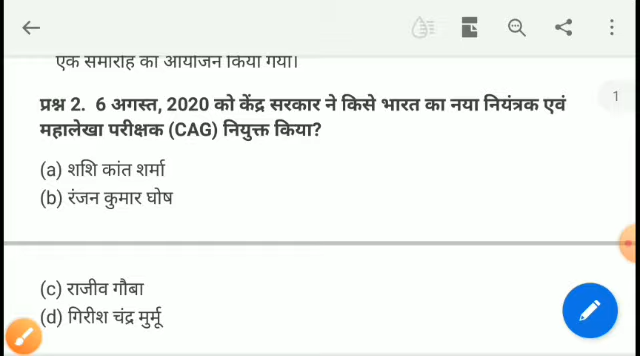 एक समारोह का आयोजन किया गया।
प्रश्न 2. 6 अगस्त, 2020 को केंद्र सरकार ने किसे भारत का नया नियंत्रक एवं
महालेखा परीक्षक (CAG) नियुक्त किया?
1
(a) शशि कांत शर्मा
(b) रंजन कुमार घोष
(c) राजीव गौबा
(d) गिरीश चंद्र मुर्मू